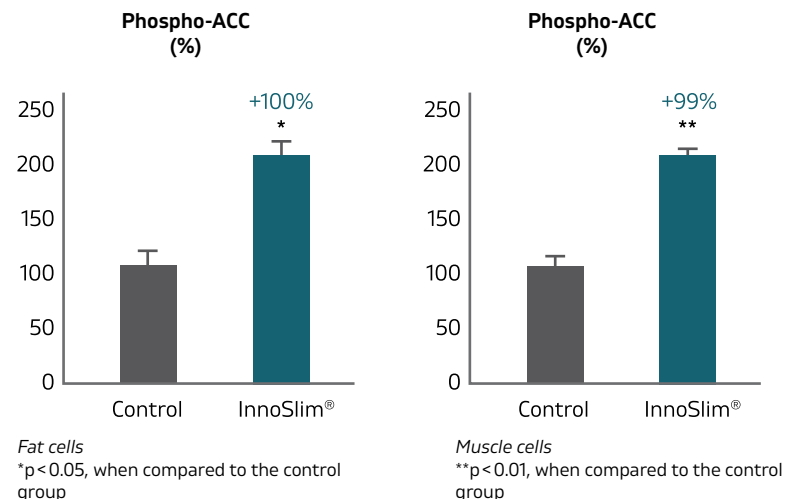 Phospho-ACC
(%)
250
200
150
100
50
0
+100%
*
Control
InnoSlim®
Fat cells
*p<0.05, when compared to the control
group
Phospho-ACC
(%)
250
200
150
100
50
0
+99%
**
Control
InnoSlim®
Muscle cells
**p<0.01, when compared to the control
group